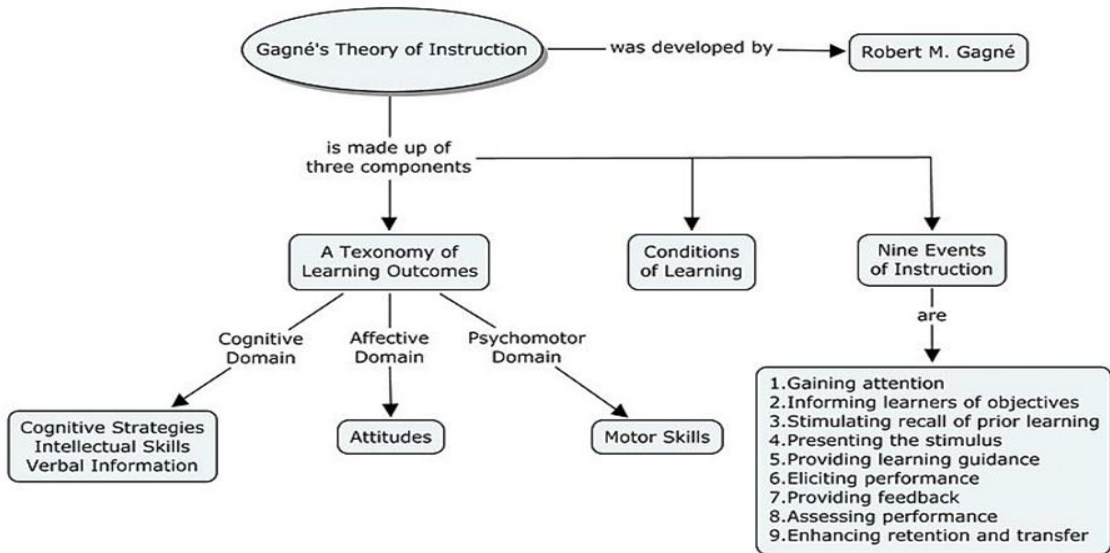 Gagné's Theory of Instruction
was developed by
Robert M. Gagné
is made up of
three components
A Texonomy of
Learning Outcomes
Conditions
of Learning
Nine Events
of Instruction
Cognitive
Domain
Affective
Domain
Psychomotor
Domain
are
Cognitive Strategies
Intellectual Skills
Verbal Information
Attitudes
Motor Skills
1.Gaining attention
2.Informing learners of objectives
3.Stimulating recall of prior learning
4.Presenting the stimulus
5.Providing learning guidance
6.Eliciting performance
7.Providing feedback
8.Assessing performance
9.Enhancing retention and transfer